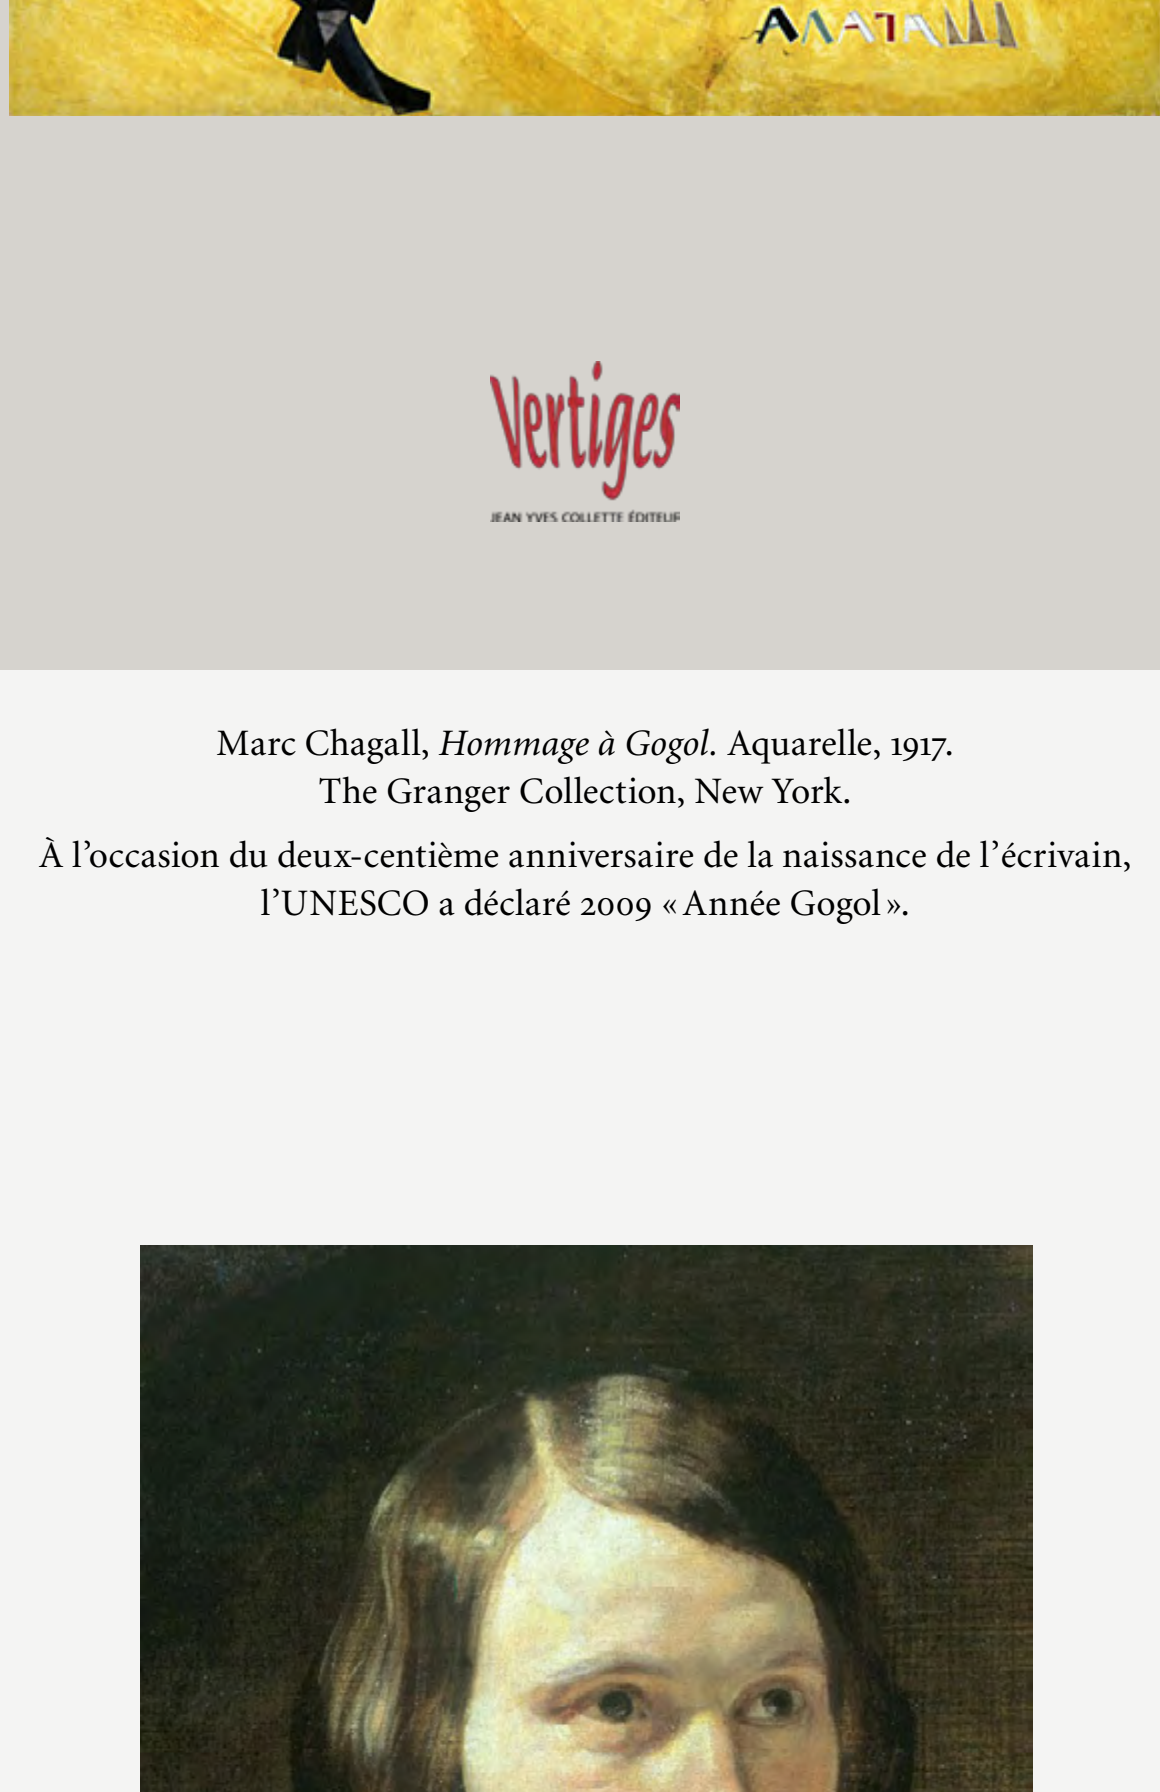 Vertiges
JEAN YVES COLLETTE ÉDITEUR
Marc Chagall, Hommage à Gogol. Aquarelle, 1917.
The Granger Collection, New York.
À l’occasion du deux-centième anniversaire de la naissance de l’écrivain,
l’UNESCO a déclaré 2009 « Année Gogol ».